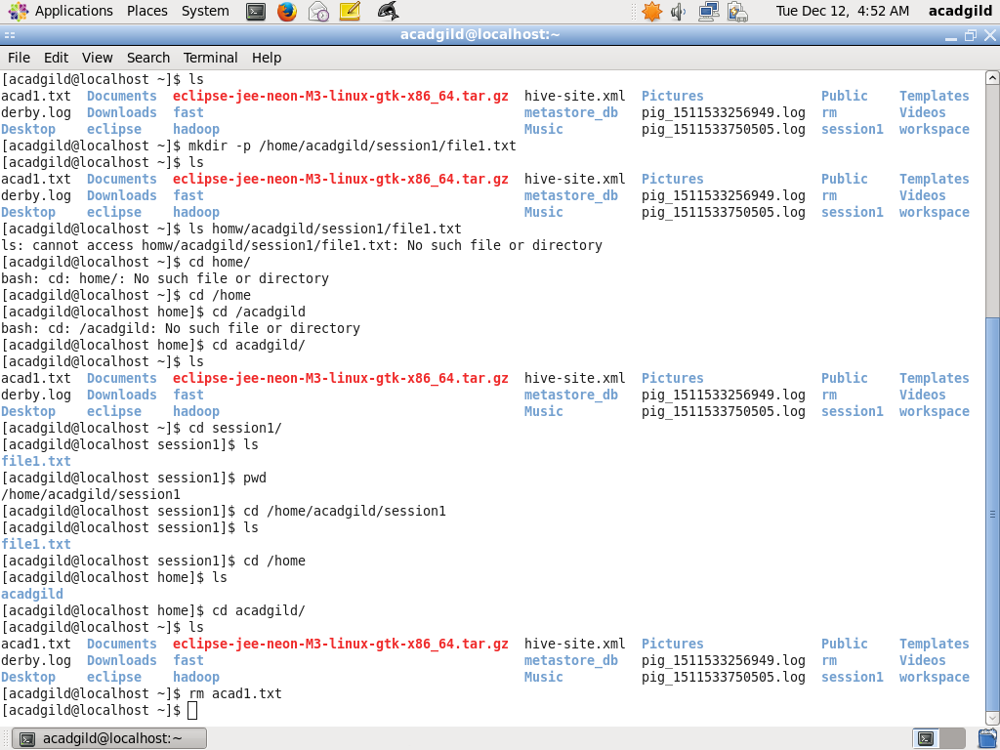 Applications Places System Tue Dec 12, 4:52 AM acadgild
acadgild@localhost:~
File Edit View Search Terminal Help
[acadgild@localhost ~]$ ls
acad1.txt Documents eclipse-jee-neon-M3-linux-gtk-x86_64.tar.gz hive-site.xml Pictures Public Templates
derby.log Downloads fast metastore_db pig_1511533256949.log rm Videos
Desktop eclipse hadoop Music pig_1511533750505.log session1 workspace
[acadgild@localhost ~]$ mkdir -p /home/acadgild/session1/file1.txt
[acadgild@localhost ~]$ ls
acad1.txt Documents eclipse-jee-neon-M3-linux-gtk-x86_64.tar.gz hive-site.xml Pictures Public Templates
derby.log Downloads fast metastore_db pig_1511533256949.log rm Videos
Desktop eclipse hadoop Music pig_1511533750505.log session1 workspace
[acadgild@localhost ~]$ ls homw/acadgild/session1/file1.txt
ls: cannot access homw/acadgild/session1/file1.txt: No such file or directory
[acadgild@localhost ~]$ cd home/
bash: cd: home/: No such file or directory
[acadgild@localhost ~]$ cd /home
[acadgild@localhost home]$ cd /acadgild
bash: cd: /acadgild: No such file or directory
[acadgild@localhost home]$ cd acadgild/
[acadgild@localhost ~]$ ls
acad1.txt Documents eclipse-jee-neon-M3-linux-gtk-x86_64.tar.gz hive-site.xml Pictures Public Templates
derby.log Downloads fast metastore_db pig_1511533256949.log rm Videos
Desktop eclipse hadoop Music pig_1511533750505.log session1 workspace
[acadgild@localhost ~]$ cd session1/
[acadgild@localhost session1]$ ls
file1.txt
[acadgild@localhost session1]$ pwd
/home/acadgild/session1
[acadgild@localhost session1]$ cd /home/acadgild/session1
[acadgild@localhost session1]$ ls
file1.txt
[acadgild@localhost session1]$ cd /home
[acadgild@localhost home]$ ls
acadgild
[acadgild@localhost home]$ cd acadgild/
[acadgild@localhost ~]$ ls
acad1.txt Documents eclipse-jee-neon-M3-linux-gtk-x86_64.tar.gz hive-site.xml Pictures Public Templates
derby.log Downloads fast metastore_db pig_1511533256949.log rm Videos
Desktop eclipse hadoop Music pig_1511533750505.log session1 workspace
[acadgild@localhost ~]$ rm acad1.txt
[acadgild@localhost ~]$
acadgild@localhost:~